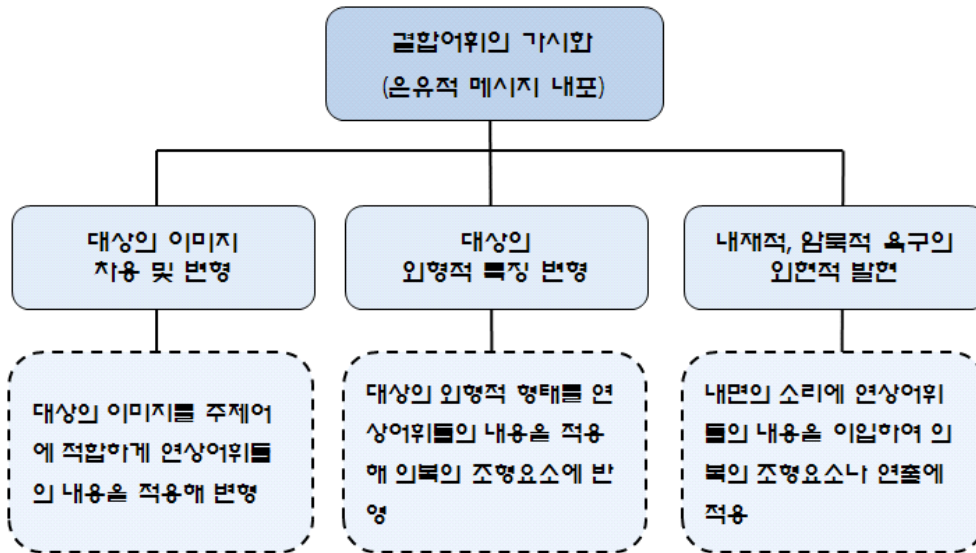 결합어휘의 가시화
(은유적 메시지 내포)
대상의 이미지
차용 및 변형
대상의
외형적 특징 변형
내재적, 암묵적 욕구의
외현적 발현
대상의 이미지를 주제어
에 적합하게 연상어휘들
의 내용을 적용해 변형
대상의 외형적 형태를 연
상어휘들의 내용을 적용
해 의복의 조형요소에 반
영
내면의 소리에 연상어휘
들의 내용을 이입하여 의
복의 조형요소나 연출에
적용